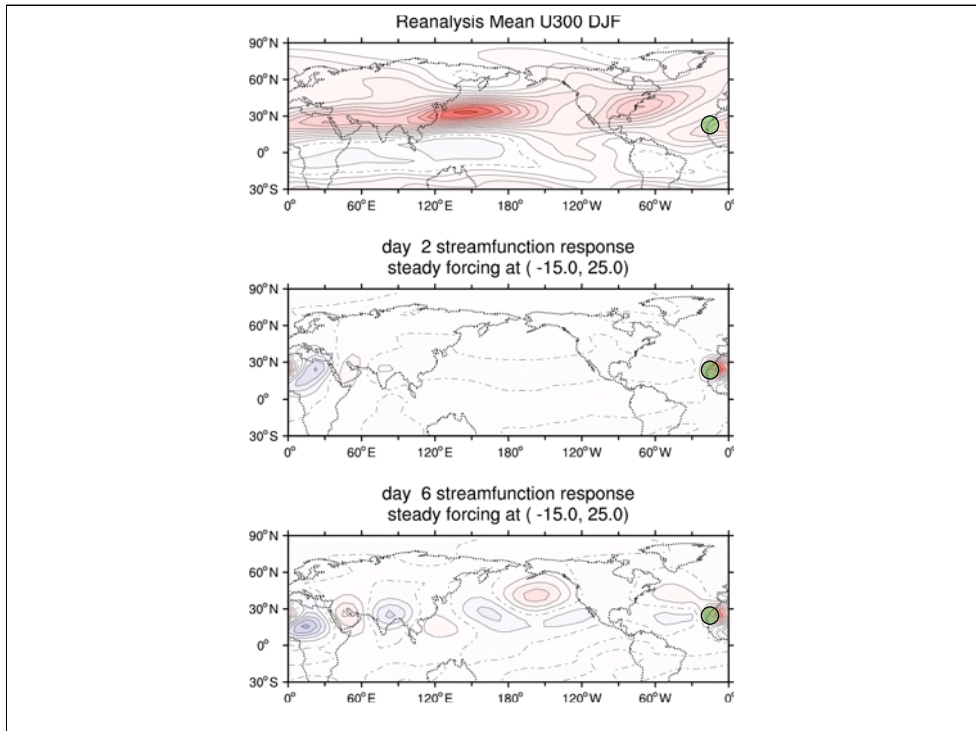 Reanalysis Mean U300 DJF
90°N
60°N
30°N
0°
30°S
0° 60°E 120°E 180° 120°W 60°W 0°
day 2 streamfunction response
steady forcing at ( -15.0, 25.0)
90°N
60°N
30°N
0°
30°S
0° 60°E 120°E 180° 120°W 60°W 0°
day 6 streamfunction response
steady forcing at ( -15.0, 25.0)
90°N
60°N
30°N
0°
30°S
0° 60°E 120°E 180° 120°W 60°W 0°